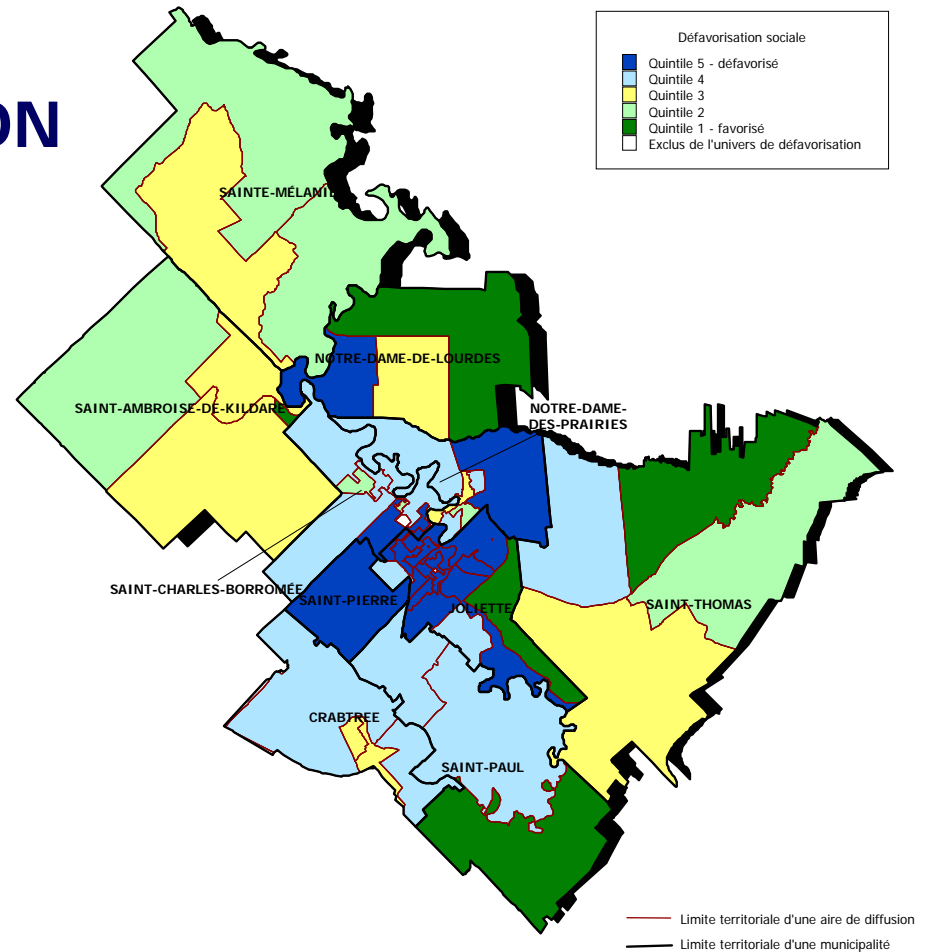 ON
Défavorisation sociale
Quintile 5 - défavorisé
Quintile 4
Quintile 3
Quintile 2
Quintile 1 - favorisé
Exclus de l'univers de défavorisation
SAINTE-MÉLANIE
NOTRE-DAME-DE-LOURDES
SAINT-AMBROISE-DE-KILDARE
NOTRE-DAME-
DES-PRAIRIES
SAINT-CHARLES-BORROMÉE
SAINT-PIERRE
JOLIETTE
SAINT-THOMAS
CRABTREE
SAINT-PAUL
Limite territoriale d'une aire de diffusion
Limite territoriale d'une municipalité